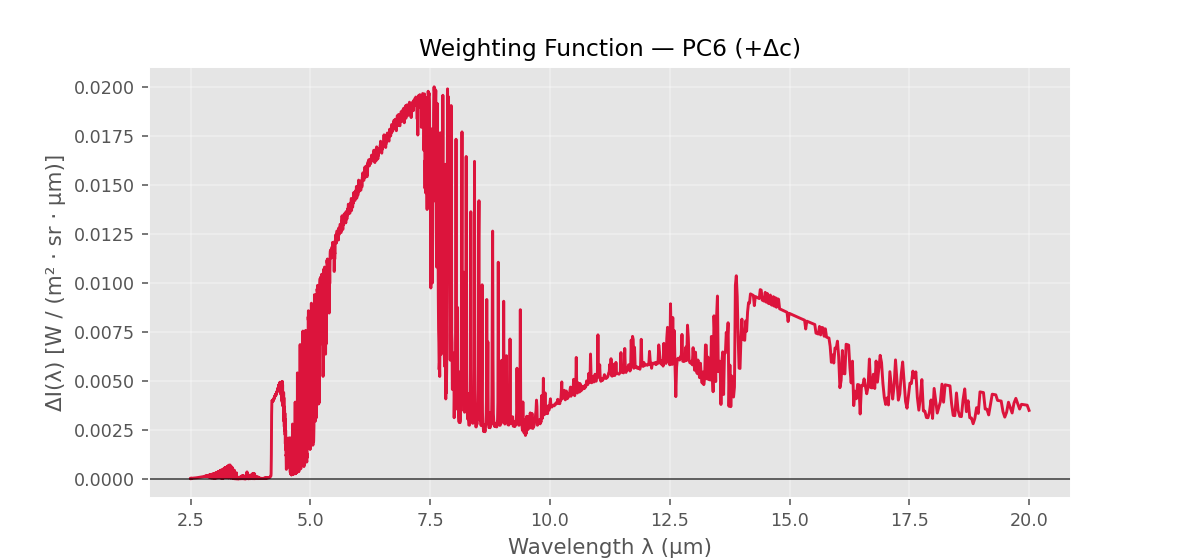 Weighting Function — PC6 (+Δc)
ΔI(λ) [W / (m² · sr · μm)]
0.0200
0.0175
0.0150
0.0125
0.0100
0.0075
0.0050
0.0025
0.0000
2.5 5.0 7.5 10.0 12.5 15.0 17.5 20.0
Wavelength λ (μm)